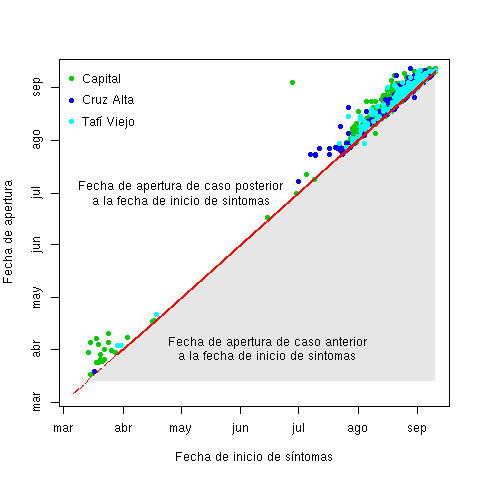 Capital
Cruz Alta
Tafí Viejo
Fecha de apertura de caso posterior
a la fecha de inicio de síntomas
Fecha de apertura de caso anterior
a la fecha de inicio de síntomas
Fecha de apertura
mar
abr
may
jun
jul
ago
sep
mar abr may jun jul ago sep
Fecha de inicio de síntomas